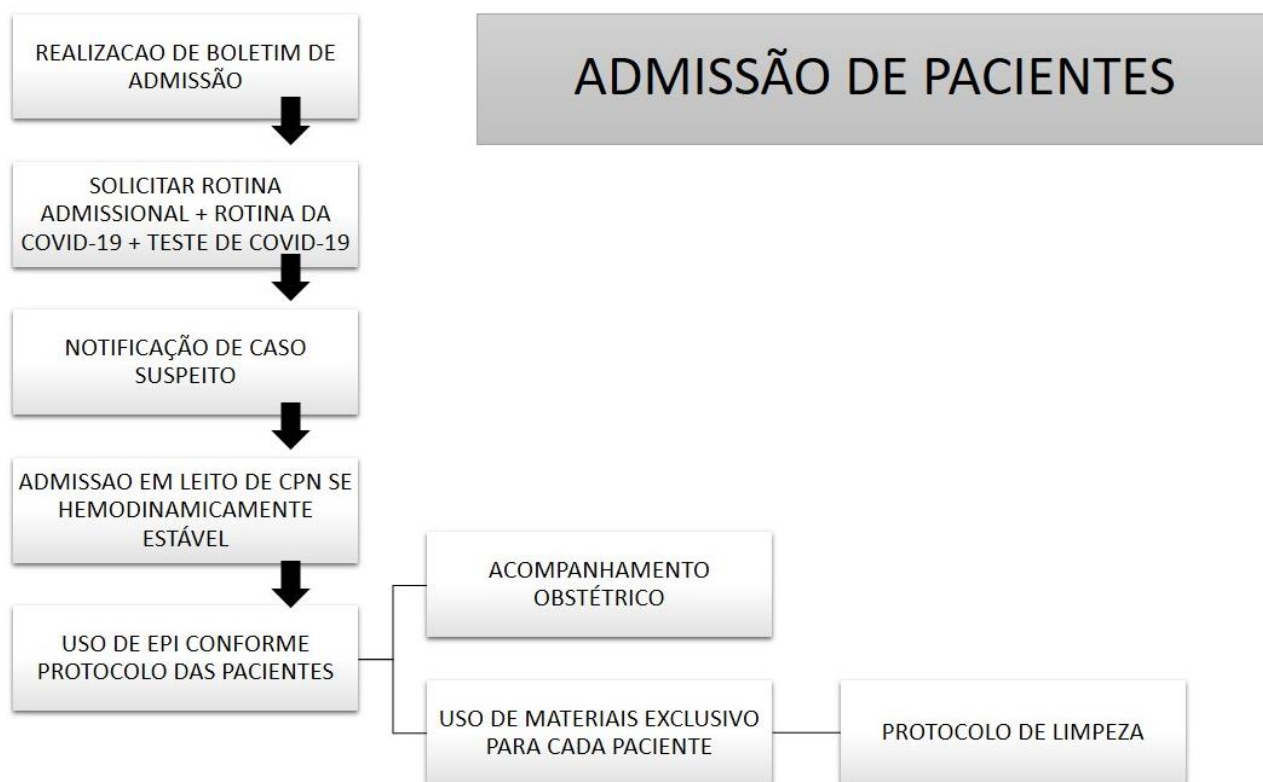 REALIZACAO DE BOLETIM DE
ADMISSÃO
ADMISSÃO DE PACIENTES
SOLICITAR ROTINA
ADMISSIONAL + ROTINA DA
COVID-19 + TESTE DE COVID-19
NOTIFICAÇÃO DE CASO
SUSPEITO
ADMISSAO EM LEITO DE CPN SE
HEMODINAMICAMENTE
ESTÁVEL
USO DE EPI CONFORME
PROTOCOLO DAS PACIENTES
ACOMPANHAMENTO
OBSTÉTRICO
USO DE MATERIAIS EXCLUSIVO
PARA CADA PACIENTE
PROTOCOLO DE LIMPEZA